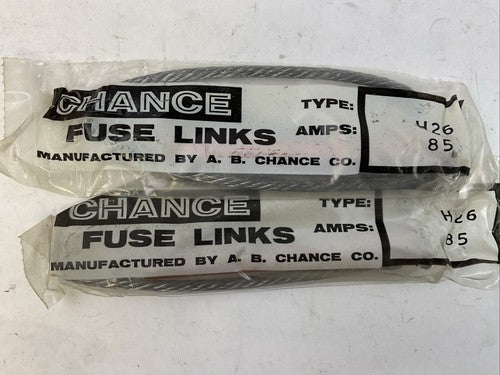 CHANCE
FUSE LINKS
MANUFACTURED BY A. B. CHANCE CO.
TYPE: H26
AMPS: 85
CHANCE
FUSE LINKS
MANUFACTURED BY A. B. CHANCE CO.
TYPE: H26
AMPS: 85